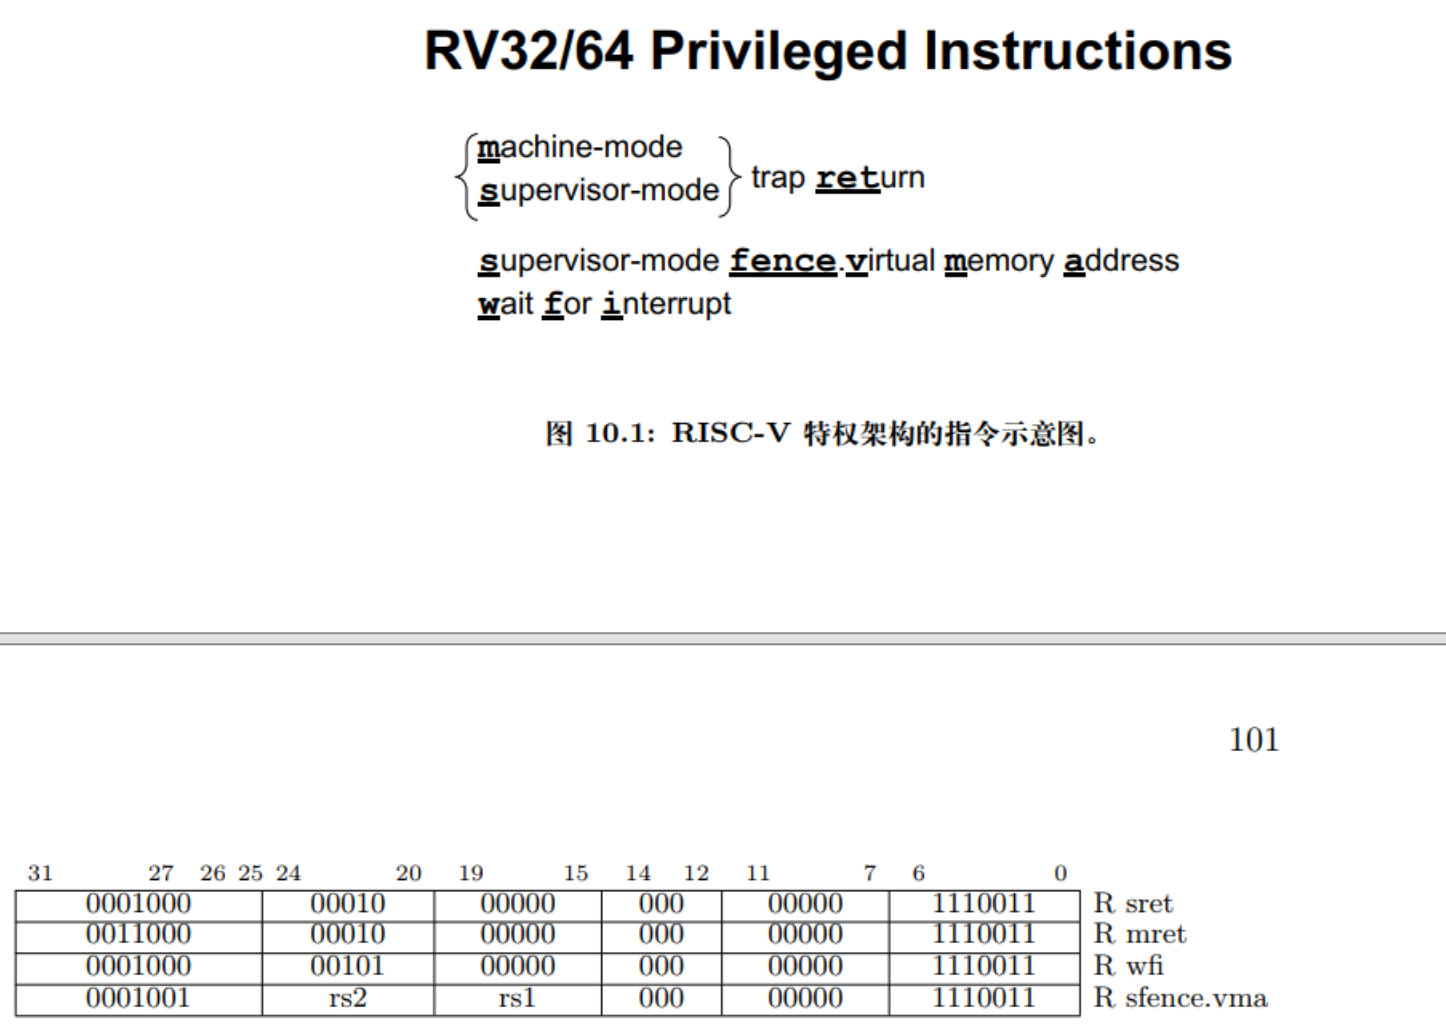 RV32/64 Privileged Instructions
machine-mode
supervisor-mode
trap return
supervisor-mode fence.virtual memory address
wait for interrupt
图 10.1: RISC-V 特权架构的指令示意图。
101
31 27 26 25 24 20 19 15 14 12 11 7 6 0
0001000 00010 00000 000 00000 1110011 R sret
0011000 00010 00000 000 00000 1110011 R mret
0001000 00101 00000 000 00000 1110011 R wfi
0001001 rs2 rs1 000 00000 1110011 R sfence.vma